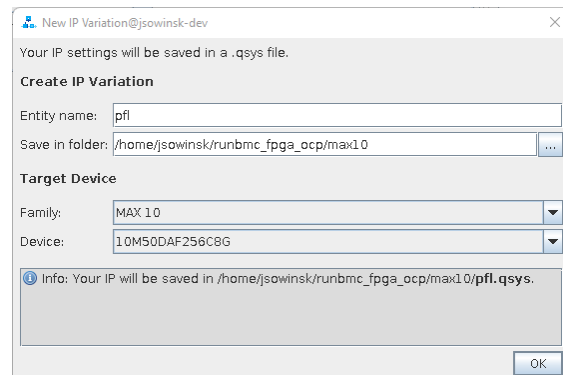 New IP Variation@jsowinsk-dev
Your IP settings will be saved in a .qsys file.
Create IP Variation
Entity name: pfl
Save in folder: /home/jsowinsk/runbmc_fpga_ocp/max10 ...
Target Device
Family: MAX 10
Device: 10M50DAF256C8G
Info: Your IP will be saved in /home/jsowinsk/runbmc_fpga_ocp/max10/pfl.qsys.
OK